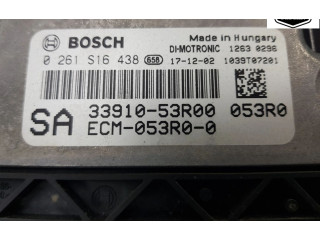 BOSCH
Made in Hungary
DI-MOTRONIC 1263 0296
0 261 S16 438 658 17-12-02 1039T07201
SA 33910-53R00 053R0
ECM-053R0-0